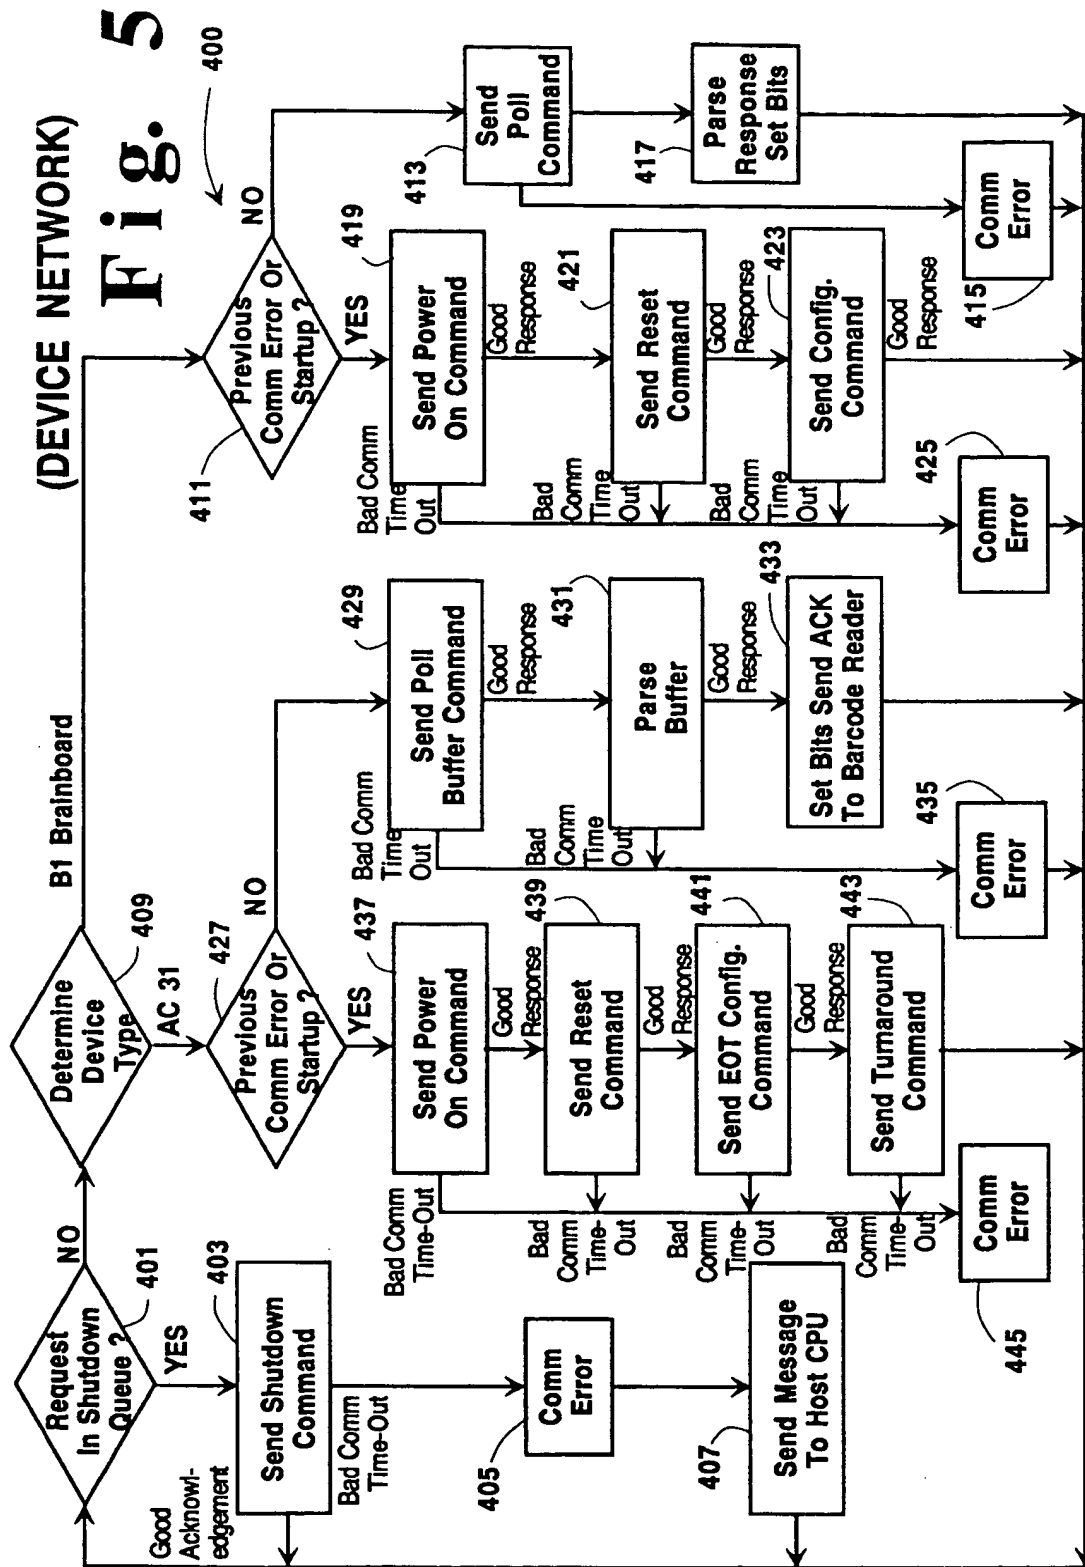 (DEVICE NETWORK)
Fig. 5
400
Request
In Shutdown
Queue ?
401
NO
YES
Good
Acknowl-
edgement
403
Send Shutdown
Command
Bad Comm
Time-Out
405
Comm
Error
407
Send Message
To Host CPU
Determine
Device
Type
409
B1 Brainboard
AC 31
427
Previous
Comm Error Or
Startup ?
NO
YES
437
Send Power
On Command
Bad Comm
Time-Out
Good
Response
439
Send Reset
Command
Bad
Comm
Time-
Out
Good
Response
441
Send EOT Config.
Command
Bad
Comm
Time-
Out
Good
Response
443
Send Turnaround
Command
Bad
Comm
Time-
Out
Comm
Error
445
429
Send Poll
Buffer Command
Bad Comm
Time
Out
Good
Response
431
Parse
Buffer
Bad
Comm
Time
Out
Good
Response
433
Set Bits Send ACK
To Barcode Reader
435
Comm
Error
411
Previous
Comm Error Or
Startup ?
NO
YES
419
Send Power
On Command
Bad Comm
Time
Out
Good
Response
421
Send Reset
Command
Bad
Comm
Time
Out
Good
Response
423
Send Config.
Command
Bad
Comm
Time
Out
Good
Response
425
Comm
Error
413
Send
Poll
Command
417
Parse
Response
Set Bits
415
Comm
Error